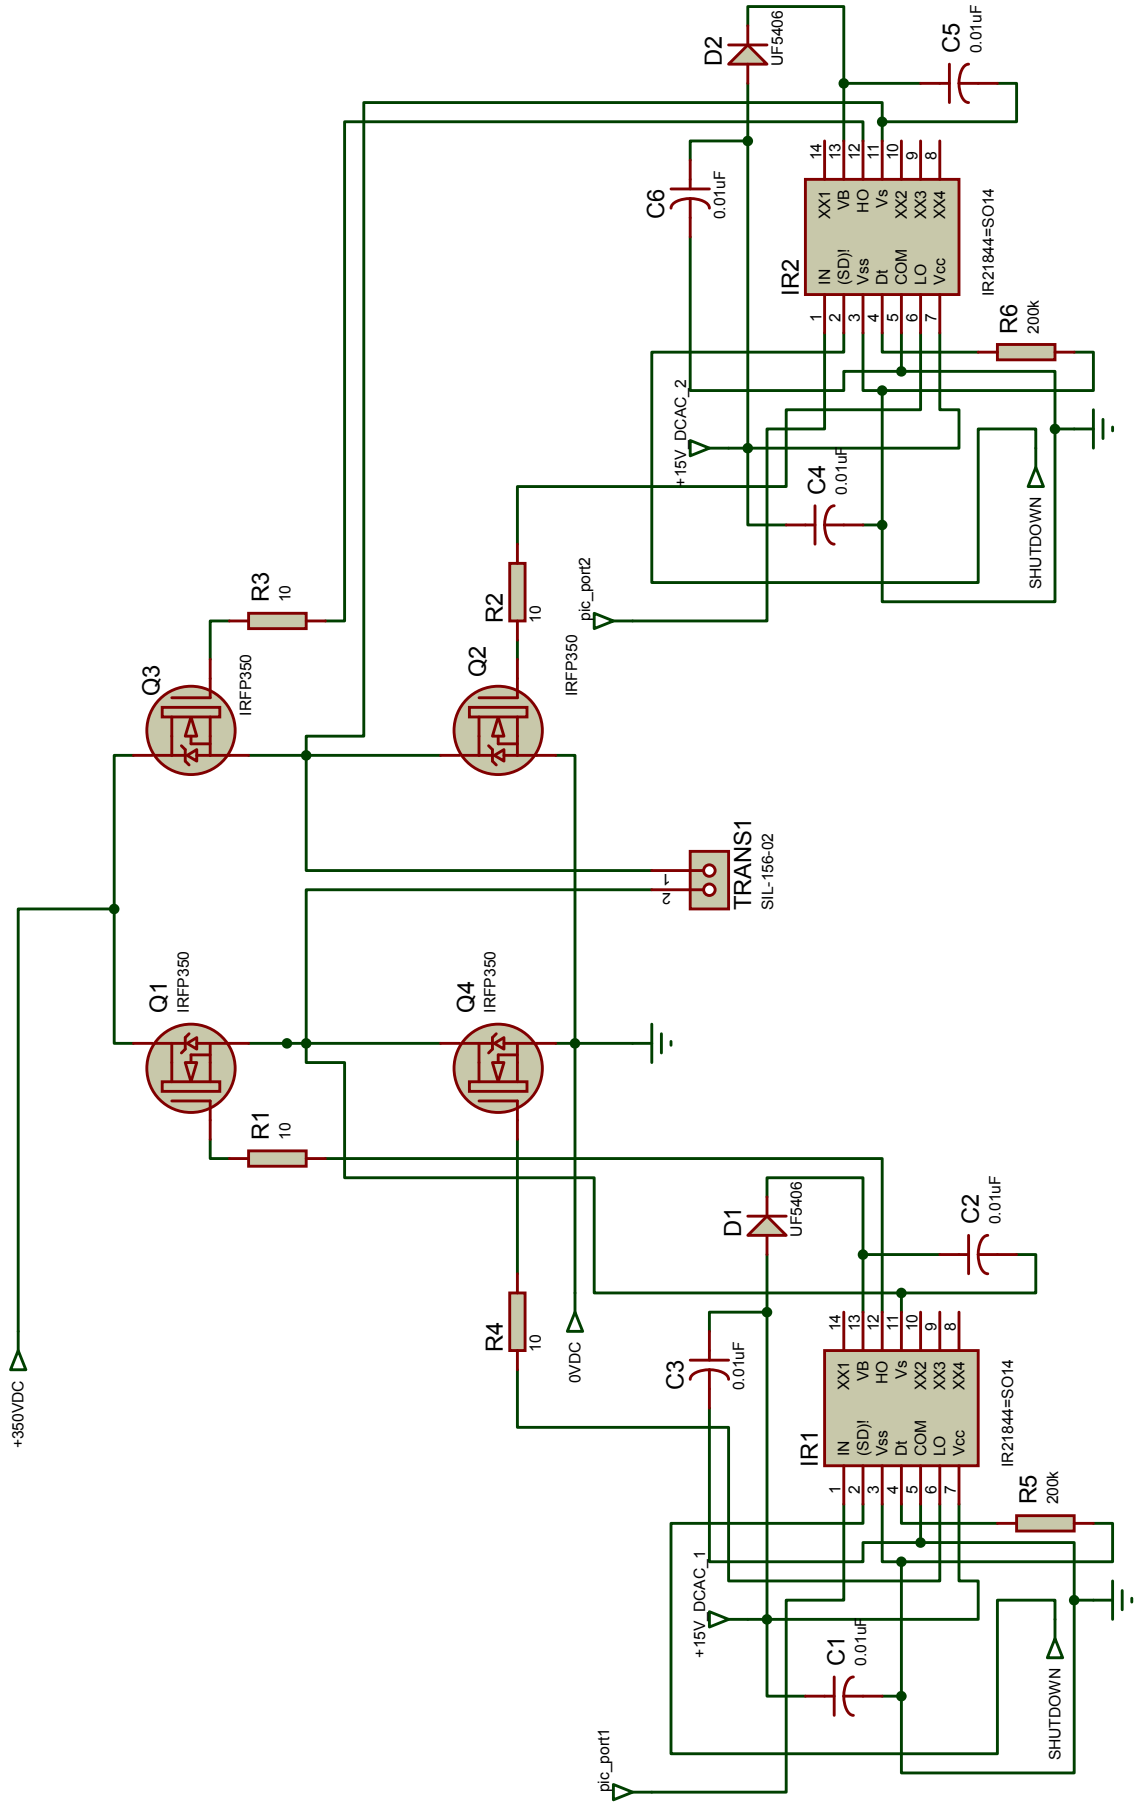 +350VDC
Q1
IRFP350
Q3
IRFP350
R1
10
R3
10
Q4
IRFP350
Q2
IRFP350
R4
10
R2
10
0VDC
TRANS1
SIL-156-02
1
2
pic_port1
+15V_DCAC_1
C1
0.01uF
SHUTDOWN
C3
0.01uF
D1
UF5406
C2
0.01uF
R5
200k
IR1
IR21844=SO14
1 IN
2 (SD)!
3 Vss
4 Dt
5 COM
6 LO
7 Vcc
14 XX1
13 VB
12 HO
11 Vs
10 XX2
9 XX3
8 XX4
pic_port2
+15V_DCAC_2
C4
0.01uF
SHUTDOWN
C6
0.01uF
D2
UF5406
C5
0.01uF
R6
200k
IR2
IR21844=SO14
1 IN
2 (SD)!
3 Vss
4 Dt
5 COM
6 LO
7 Vcc
14 XX1
13 VB
12 HO
11 Vs
10 XX2
9 XX3
8 XX4